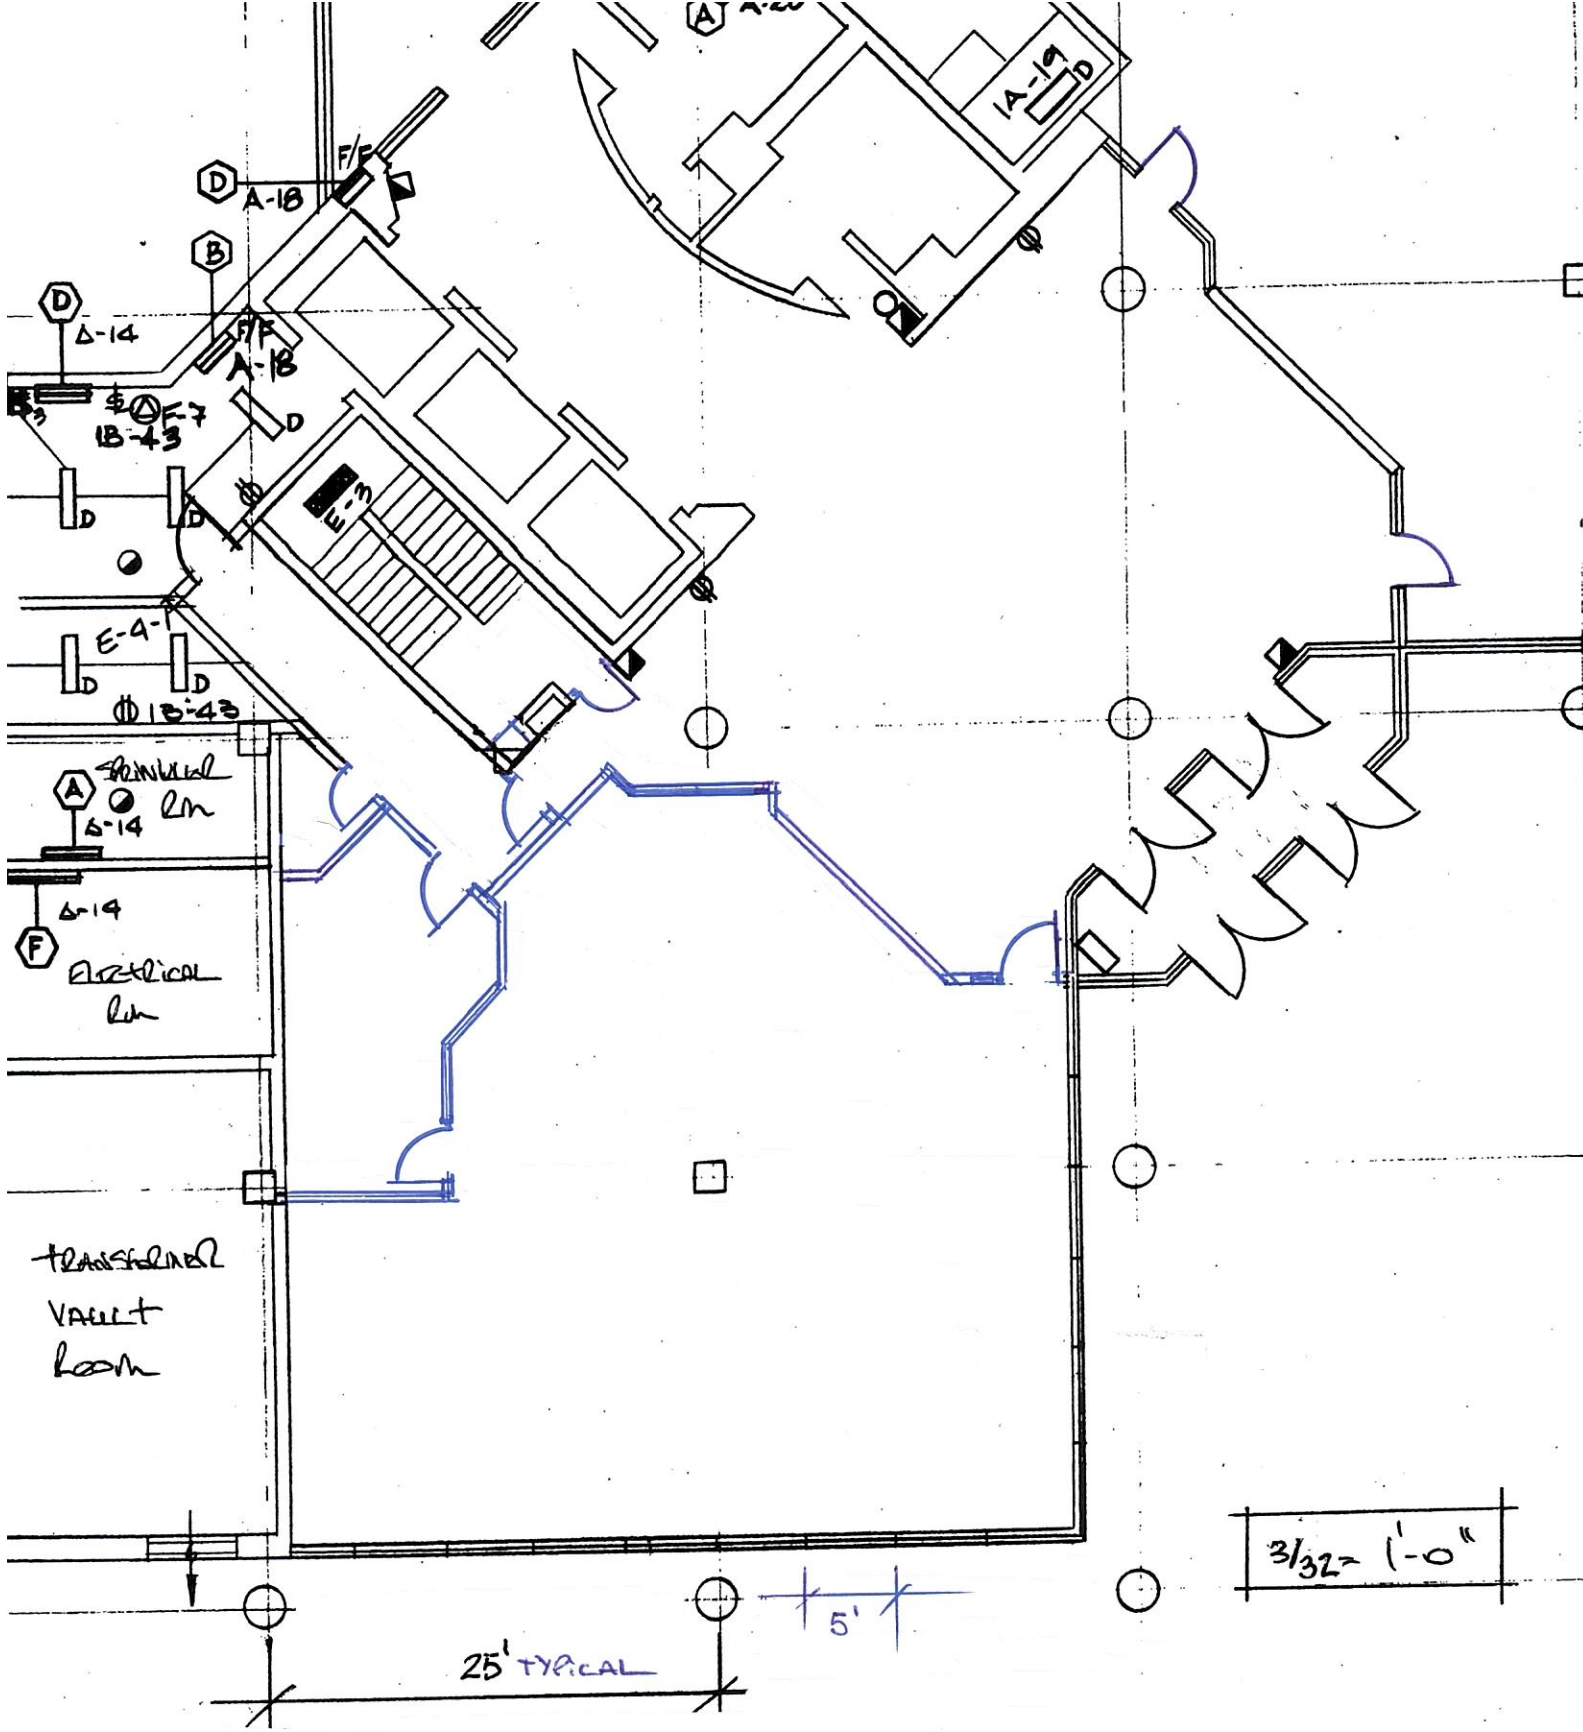 A
1A-19
D
F/F
D
A-18
B
D
A-14
F/F
A-18
D
F-7
1B-43
3
D
D
E-3
E-4-1
D
D
1B-43
SPRINKLER
RM
A
A-14
A-14
F
ELECTRICAL
RM
TRANSFORMER
VAULT
ROOM
3/32= 1'-0"
5'
25' TYPICAL